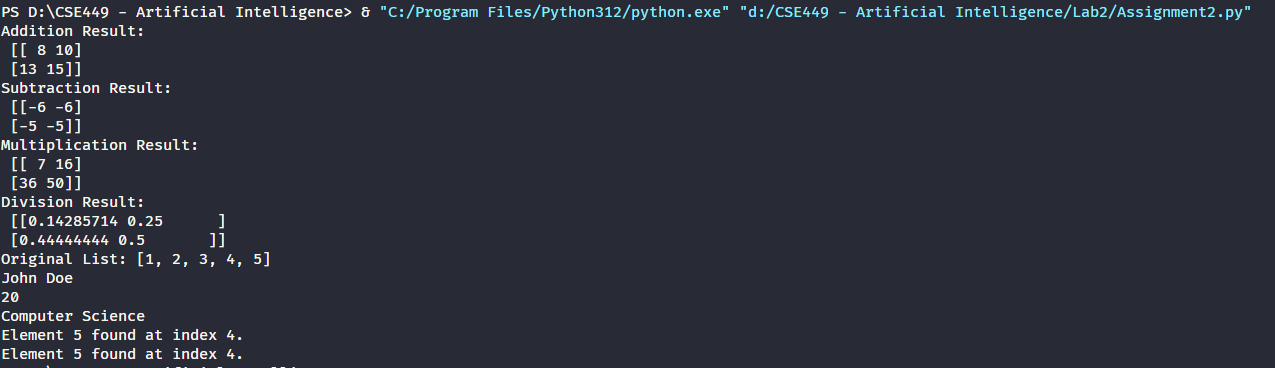 PS D:\CSE449 - Artificial Intelligence> & "C:/Program Files/Python312/python.exe" "d:/CSE449 - Artificial Intelligence/Lab2/Assignment2.py"
Addition Result:
 [[ 8 10]
 [13 15]]
Subtraction Result:
 [[-6 -6]
 [-5 -5]]
Multiplication Result:
 [[ 7 16]
 [36 50]]
Division Result:
 [[0.14285714 0.25      ]
 [0.44444444 0.5       ]]
Original List: [1, 2, 3, 4, 5]
John Doe
20
Computer Science
Element 5 found at index 4.
Element 5 found at index 4.